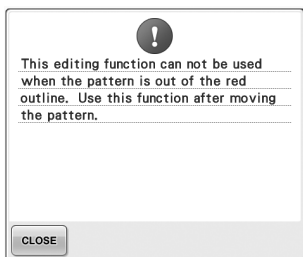 This editing function can not be used
when the pattern is out of the red
outline. Use this function after moving
the pattern.
CLOSE